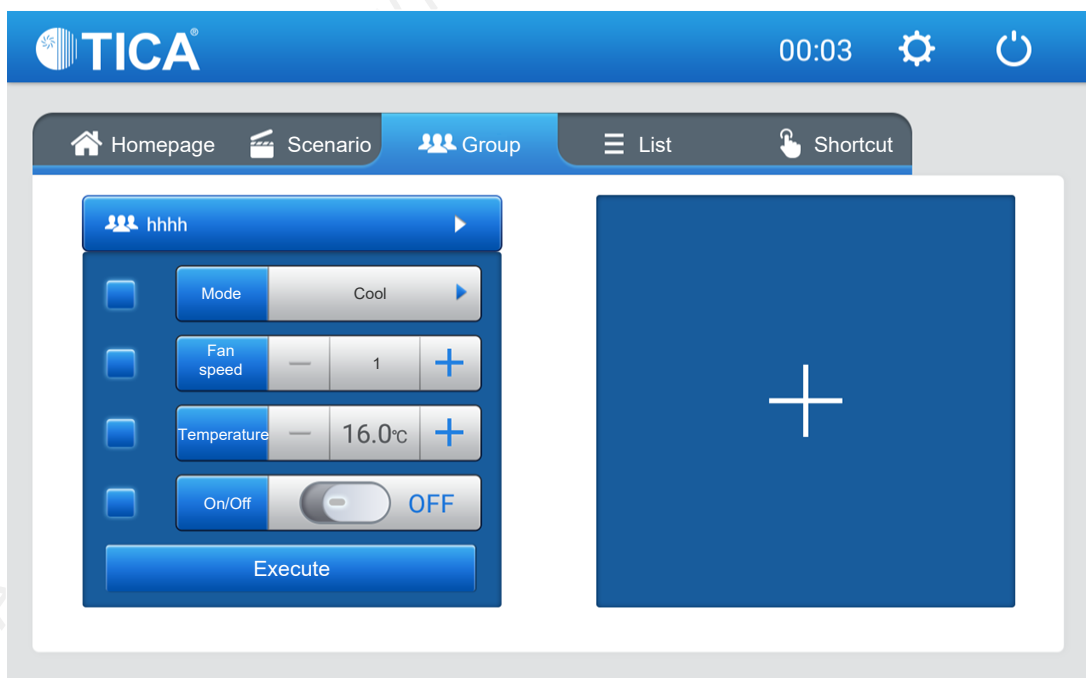 TICA®
00:03
Homepage
Scenario
Group
List
Shortcut
hhhh
Mode
Cool
Fan
speed
1
Temperature
16.0℃
On/Off
OFF
Execute